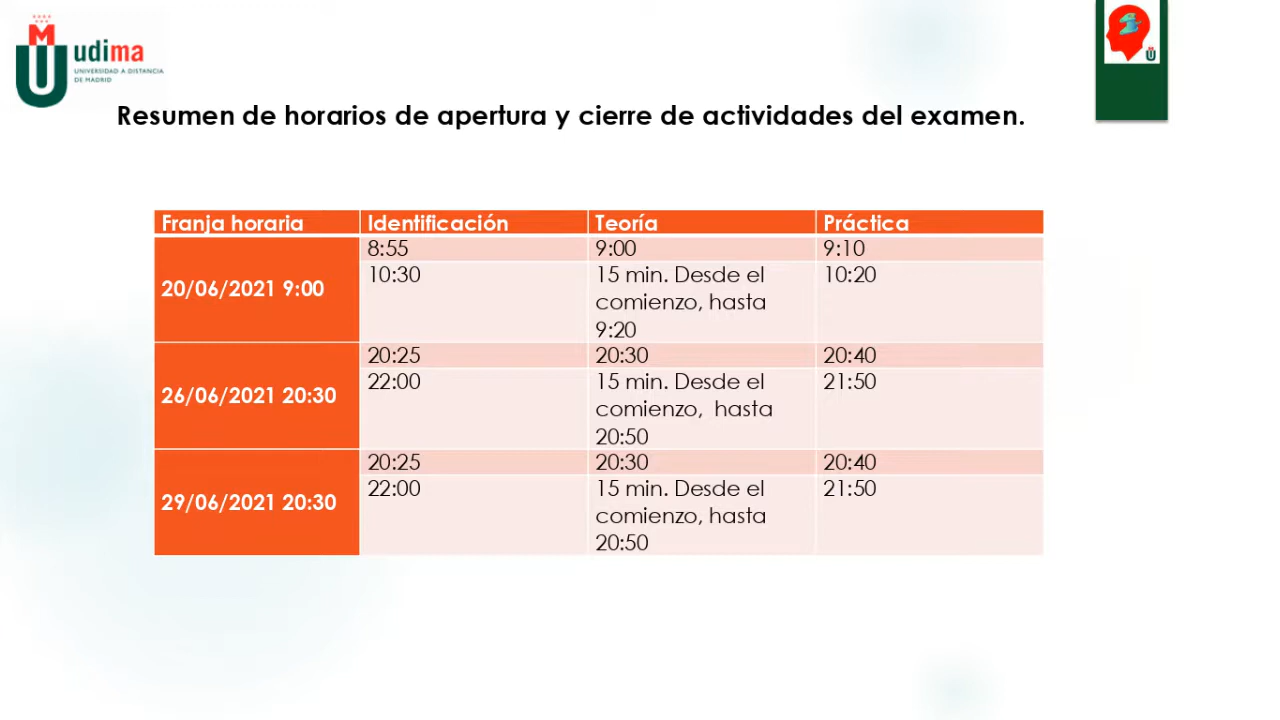 udima
UNIVERSIDAD A DISTANCIA
DE MADRID
Resumen de horarios de apertura y cierre de actividades del examen.
Franja horaria Identificación Teoría Práctica
20/06/2021 9:00
8:55 9:00 9:10
10:30 15 min. Desde el 10:20
comienzo, hasta
9:20
26/06/2021 20:30
20:25 20:30 20:40
22:00 15 min. Desde el 21:50
comienzo, hasta
20:50
29/06/2021 20:30
20:25 20:30 20:40
22:00 15 min. Desde el 21:50
comienzo, hasta
20:50